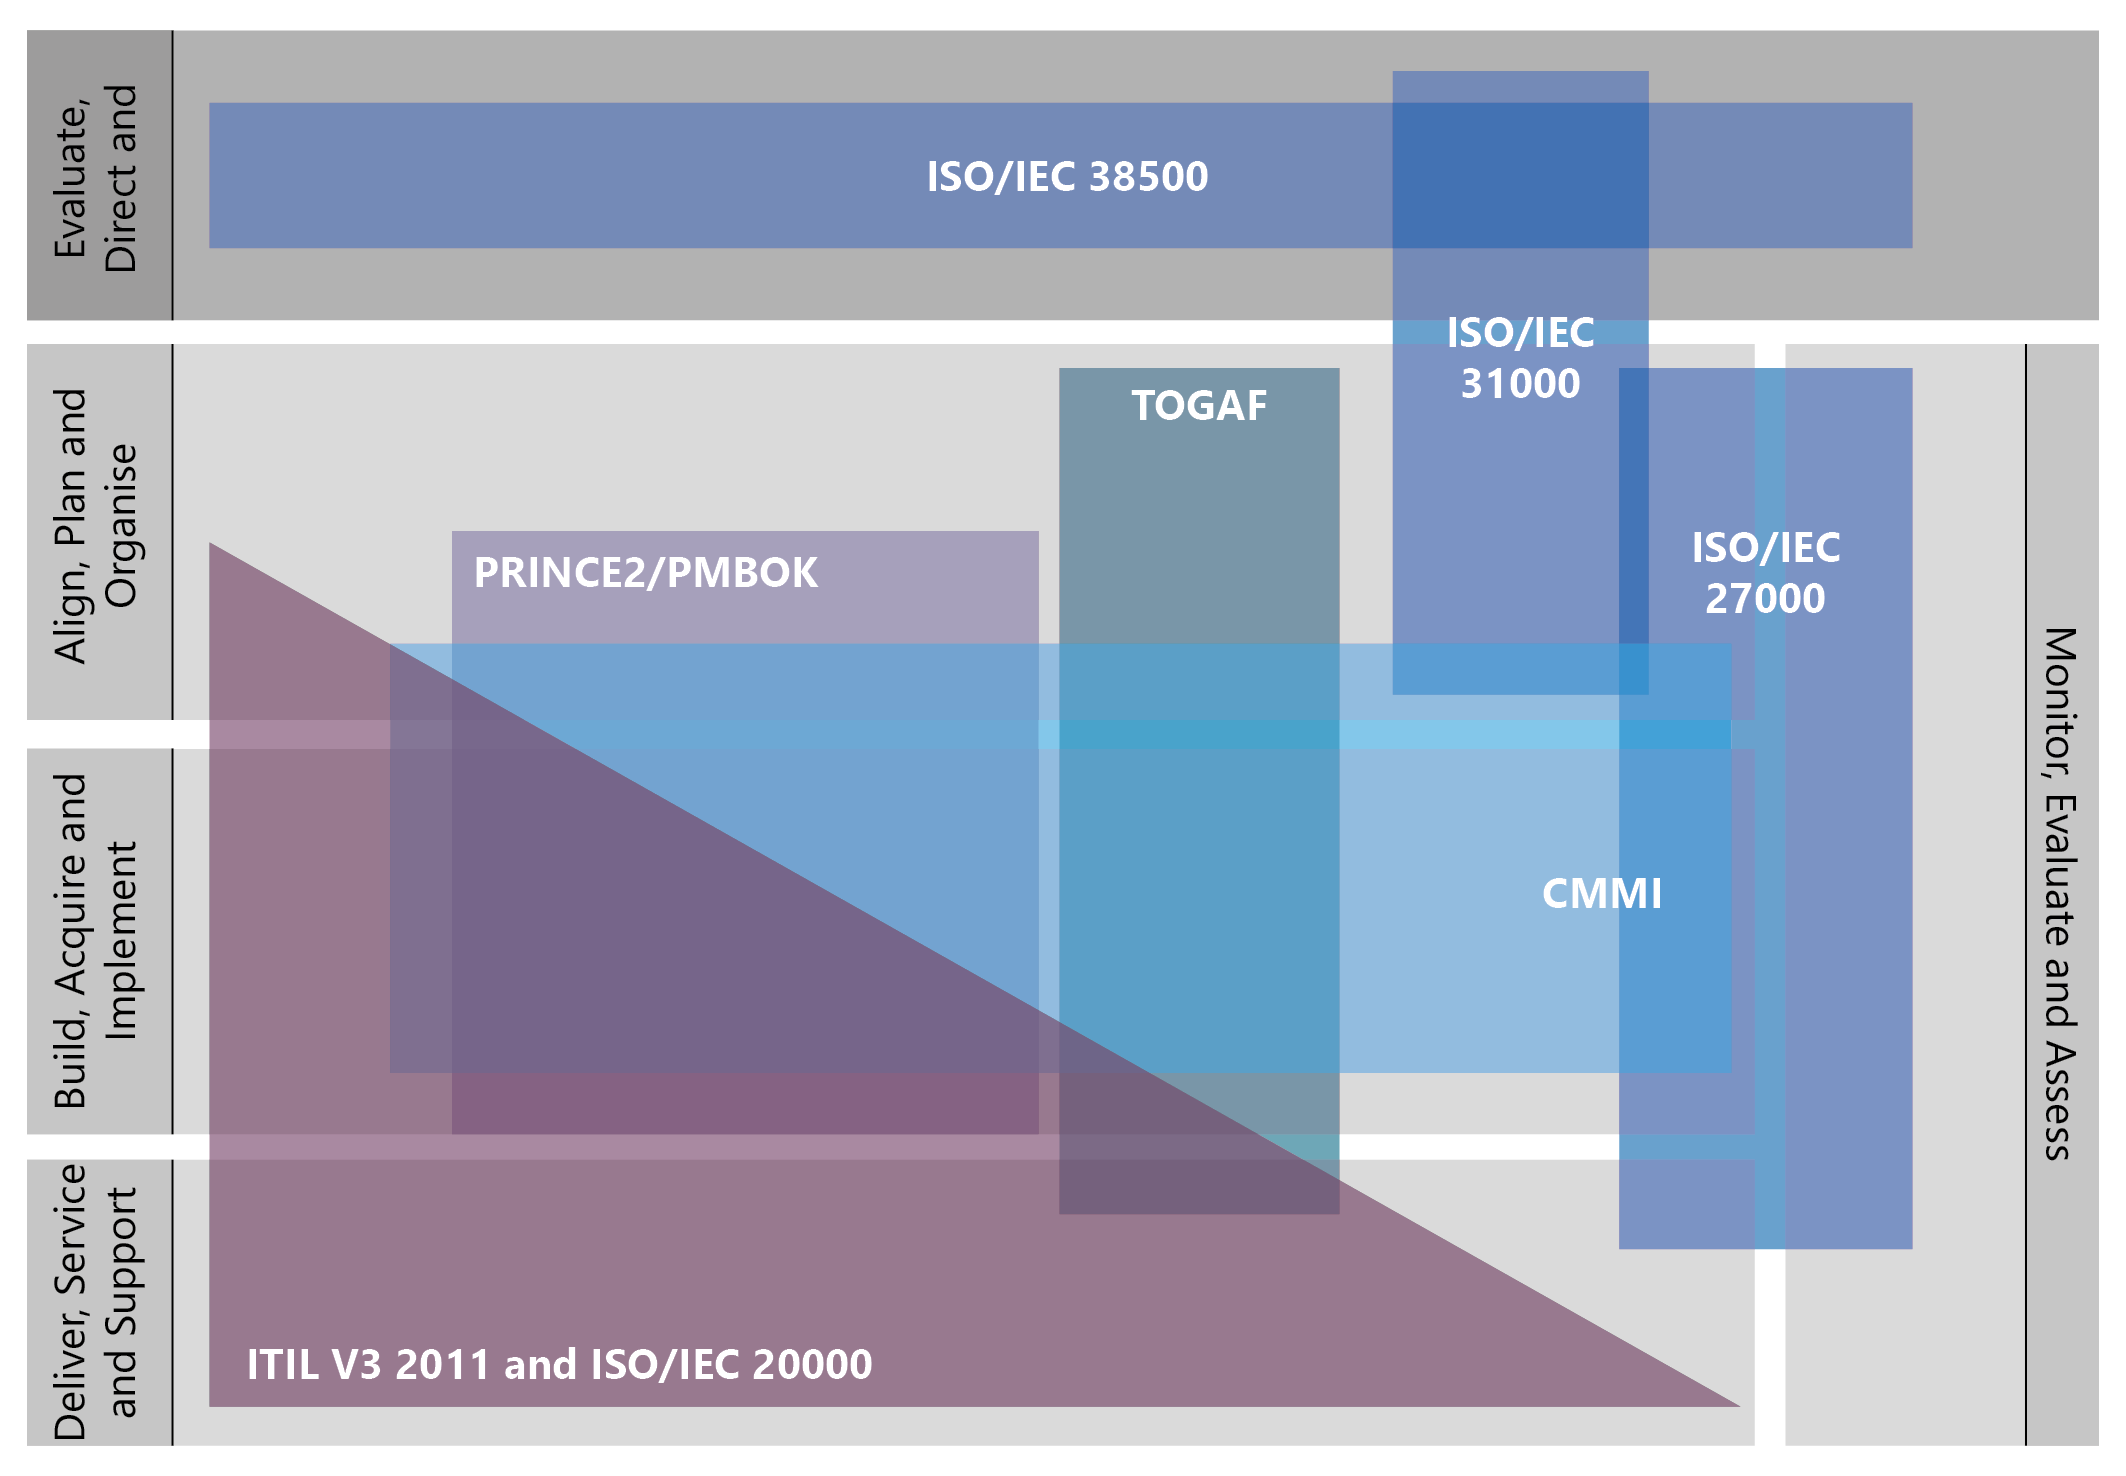 Evaluate,
Direct and
ISO/IEC 38500
ISO/IEC
31000
Align, Plan and
Organise
TOGAF
PRINCE2/PMBOK
ISO/IEC
27000
Monitor, Evaluate and Assess
Build, Acquire and
Implement
CMMI
Deliver, Service
and Support
ITIL V3 2011 and ISO/IEC 20000